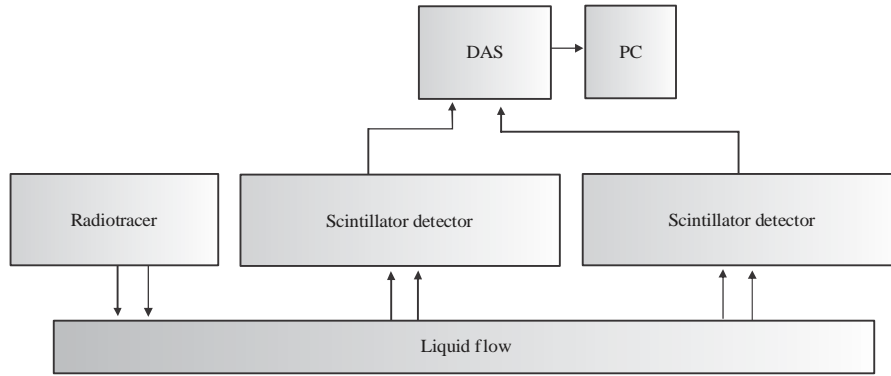 DAS
PC
Radiotracer
Scintillator detector
Scintillator detector
Liquid flow